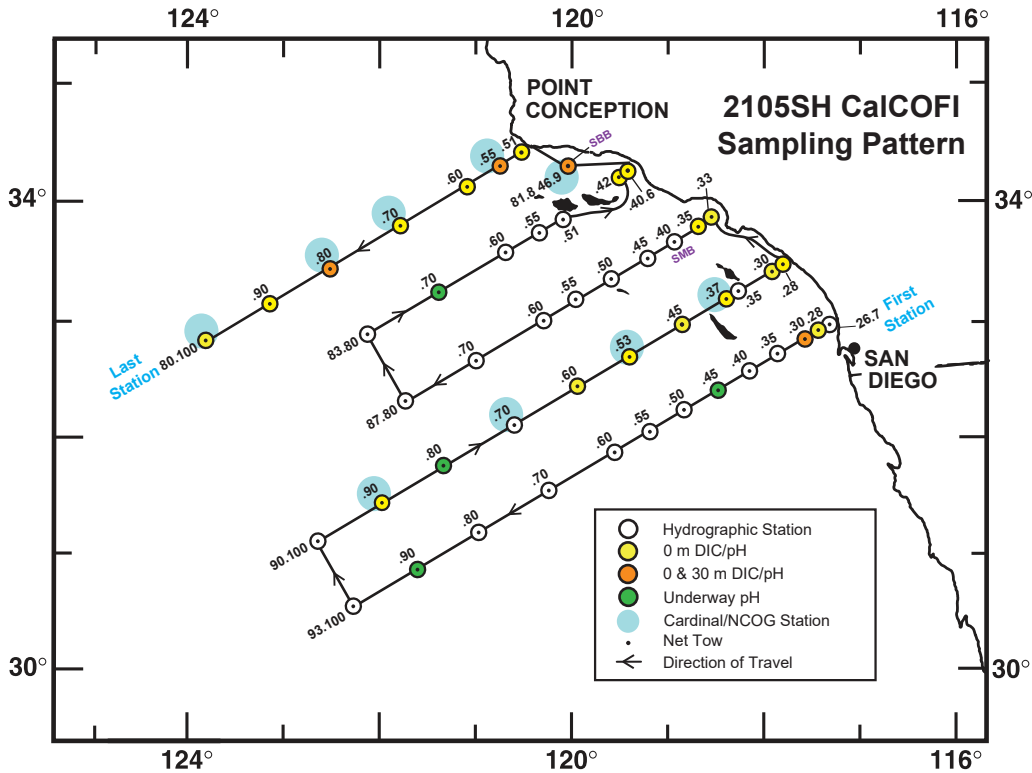 124° 120° 116°
POINT
CONCEPTION
2105SH CalCOFI
Sampling Pattern
34° 34°
30° 30°
SBB
.51
.55
.60
.70
.80
.90
80.100
Last
Station
81.8 46.9
.42
.40.6
.51
.55
.60
.70
83.80
.33
.35
.40
SMB
.45
.50
.55
.60
.70
87.80
.28
.30
.35
.37
.45
.53
.60
.70
.80
.90
90.100
First
Station
26.7
.28
.30
.35
.40
.45
.50
.55
.60
.70
.80
.90
93.100
SAN
DIEGO
Hydrographic Station
0 m DIC/pH
0 & 30 m DIC/pH
Underway pH
Cardinal/NCOG Station
Net Tow
Direction of Travel
124° 120° 116°